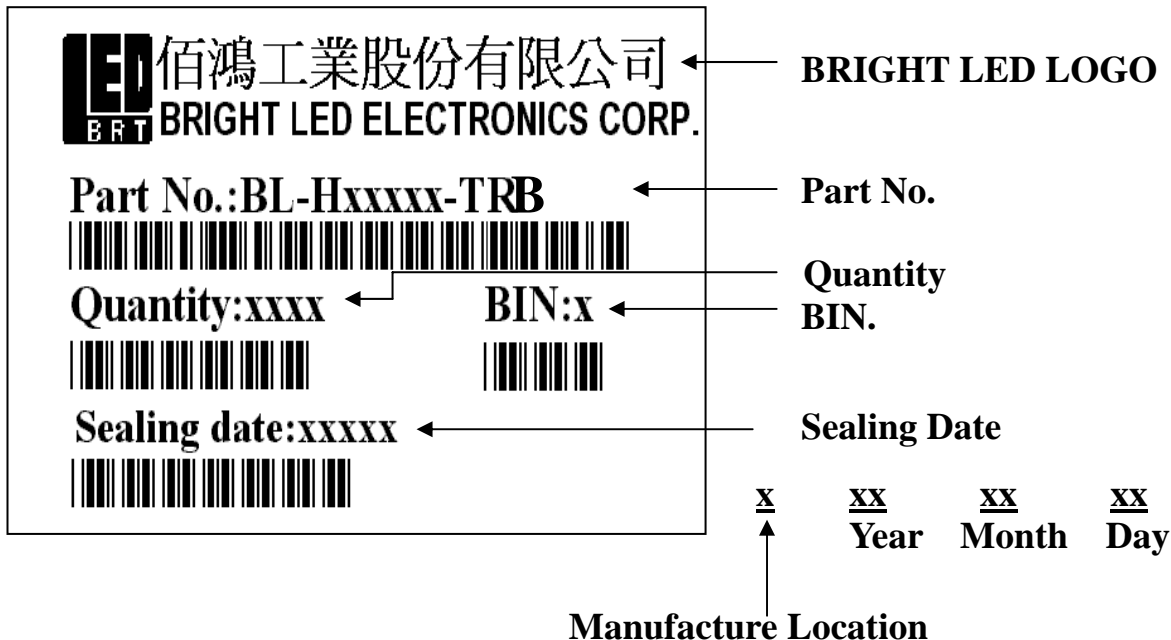 LED
BRT
佰鴻工業股份有限公司
BRIGHT LED ELECTRONICS CORP.
BRIGHT LED LOGO
Part No.:BL-Hxxxxx-TRB
Part No.
Quantity:xxxx
BIN:x
Quantity
BIN.
Sealing date:xxxxx
Sealing Date
x xx xx xx
Year Month Day
Manufacture Location